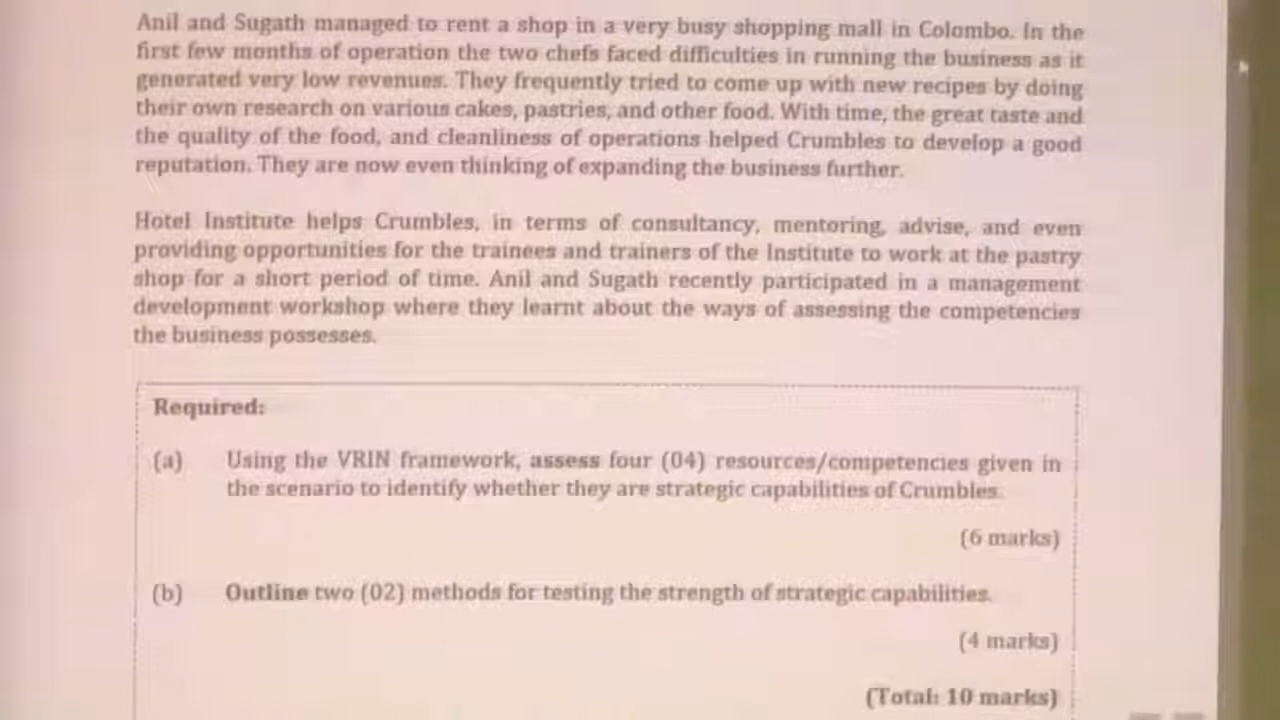 Anil and Sugath managed to rent a shop in a very busy shopping mall in Colombo. In the
first few months of operation the two chefs faced difficulties in running the business as it
generated very low revenues. They frequently tried to come up with new recipes by doing
their own research on various cakes, pastries, and other food. With time, the great taste and
the quality of the food, and cleanliness of operations helped Crumbles to develop a good
reputation. They are now even thinking of expanding the business further.
Hotel Institute helps Crumbles, in terms of consultancy, mentoring, advise, and even
providing opportunities for the trainees and trainers of the Institute to work at the pastry
shop for a short period of time. Anil and Sugath recently participated in a management
development workshop where they learnt about the ways of assessing the competencies
the business possesses.
Required:
(a) Using the VRIN framework, assess four (04) resources/competencies given in
the scenario to identify whether they are strategic capabilities of Crumbles.
(6 marks)
(b) Outline two (02) methods for testing the strength of strategic capabilities.
(4 marks)
(Total: 10 marks)